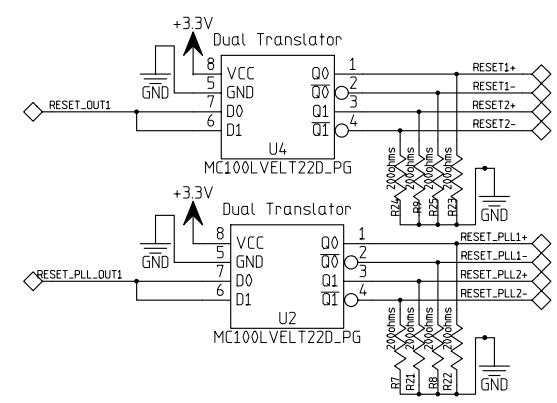 +3.3V
Dual Translator
8 VCC Q0 1 RESET1+
GND 5 GND Q0 2 RESET1-
RESET_OUT1 7 D0 Q1 3 RESET2+
6 D1 Q1 4 RESET2-
U4
MC100LVELT22D_PG
200ohms 200ohms 200ohms 200ohms
R24 R9 R25 R23
GND
+3.3V
Dual Translator
8 VCC Q0 1 RESET_PLL1+
GND 5 GND Q0 2 RESET_PLL1-
RESET_PLL_OUT1 7 D0 Q1 3 RESET_PLL2+
6 D1 Q1 4 RESET_PLL2-
U2
MC100LVELT22D_PG
200ohms 200ohms 200ohms 200ohms
R7 R21 R8 R22
GND